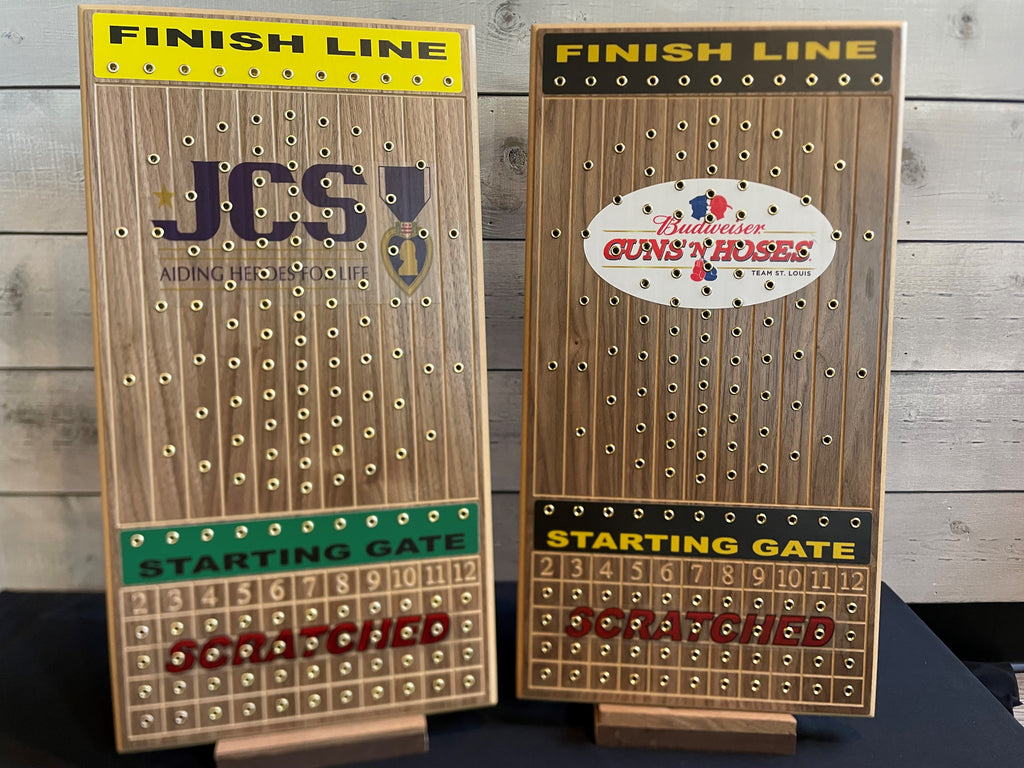 FINISH LINE
JCS
AIDING HEROES FOR LIFE
STARTING GATE
2 3 4 5 6 7 8 9 10 11 12
SCRATCHED
FINISH LINE
Budweiser
GUNS 'N HOSES
TEAM ST. LOUIS
STARTING GATE
2 3 4 5 6 7 8 9 10 11 12
SCRATCHED